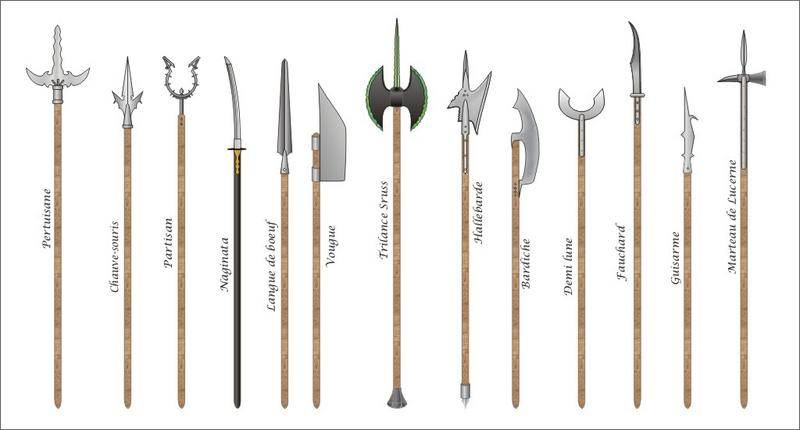 Pertuisane
Chauve-souris
Partisan
Naginata
Langue de boeuf
Vougue
Trilance Sruss
Hallebarde
Bardiche
Demi lune
Fauchard
Guisarme
Marteau de Lucerne